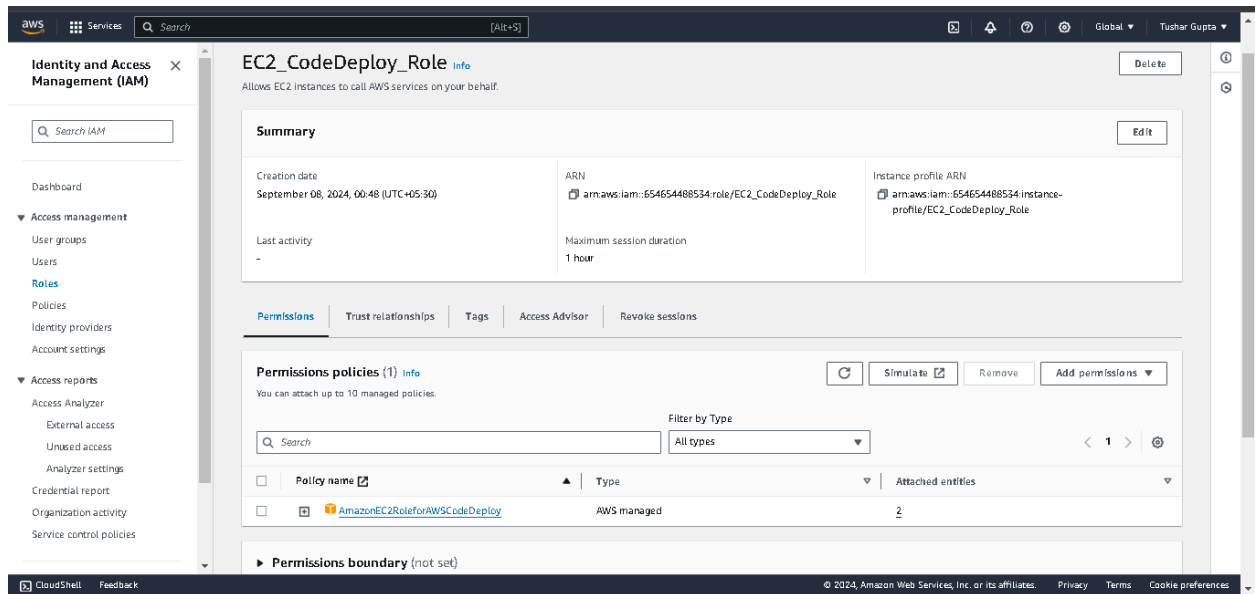 aws Services Search [Alt+S] Global Tushar Gupta
Identity and Access
Management (IAM)
Search IAM
Dashboard
Access management
User groups
Users
Roles
Policies
Identity providers
Account settings
Access reports
Access Analyzer
External access
Unused access
Analyzer settings
Credential report
Organization activity
Service control policies
EC2_CodeDeploy_Role Info
Delete
Allows EC2 instances to call AWS services on your behalf.
Summary
Edit
Creation date
September 08, 2024, 00:48 (UTC+05:30)
ARN
arn:aws:iam::654654488534:role/EC2_CodeDeploy_Role
Instance profile ARN
arn:aws:iam::654654488534:instance-
profile/EC2_CodeDeploy_Role
Last activity
-
Maximum session duration
1 hour
Permissions Trust relationships Tags Access Advisor Revoke sessions
Permissions policies (1) Info
Simulate Remove Add permissions
You can attach up to 10 managed policies.
Filter by Type
Search All types 1
Policy name Type Attached entities
AmazonEC2RoleforAWSCodeDeploy AWS managed 2
Permissions boundary (not set)
CloudShell Feedback © 2024, Amazon Web Services, Inc. or its affiliates. Privacy Terms Cookie preferences